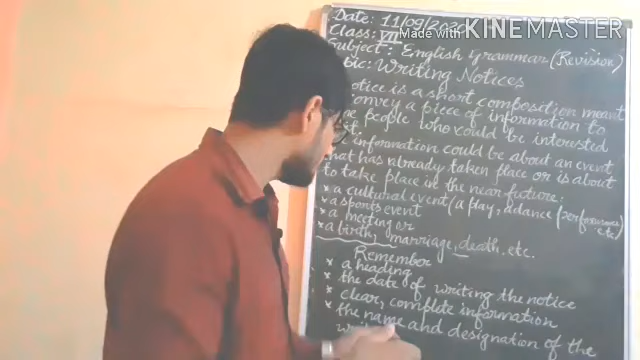 Made with KINEMASTER
Date: 11/09/202
Class: VII
Subject: English Grammar (Revision)
pic: Writing Notices
otice is a short composition meant
convey a piece of information to
e people who could be intersted
t.
e information could be about an event
that has already taken place or is about
to take place in the near future:
* a cultural event (a play, a dance performance etc)
* a sports event
* a meeting or
* a birth, marriage, death, etc.
Remember
* a heading
* the date of writing the notice
* clear, complete information
* the name and designation of the